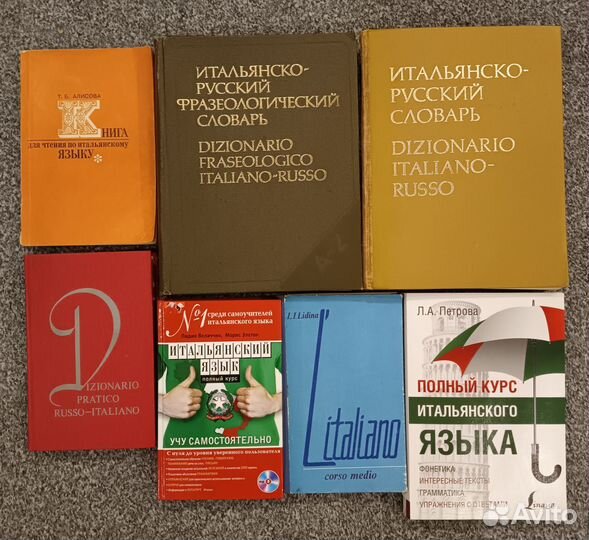 Т. Б. АЛИСОВА
КНИГА
для чтения по итальянскому
ЯЗЫКУ*
ИТАЛЬЯНСКО-
РУССКИЙ
ФРАЗЕОЛОГИЧЕСКИЙ
СЛОВАРЬ
DIZIONARIO
FRASEOLOGICO
ITALIANO-RUSSO
A-Z
ИТАЛЬЯНСКО-
РУССКИЙ
СЛОВАРЬ
DIZIONARIO
ITALIANO-
RUSSO
DIZIONARIO
PRATICO
RUSSO-ITALIANO
№1 среди самоучителей
итальянского языка
ИТАЛЬЯНСКИЙ
ЯЗЫК
ПОЛНЫЙ КУРС
УЧУ САМОСТОЯТЕЛЬНО
С нуля до уровня уверенного пользователя
L.I Lidina
L'italiano
corso medio
Л.А. Петрова
ПОЛНЫЙ КУРС
ИТАЛЬЯНСКОГО
ЯЗЫКА
ФОНЕТИКА
ИНТЕРЕСНЫЕ ТЕКСТЫ
ГРАММАТИКА
УПРАЖНЕНИЯ С ОТВЕТАМИ
Avito